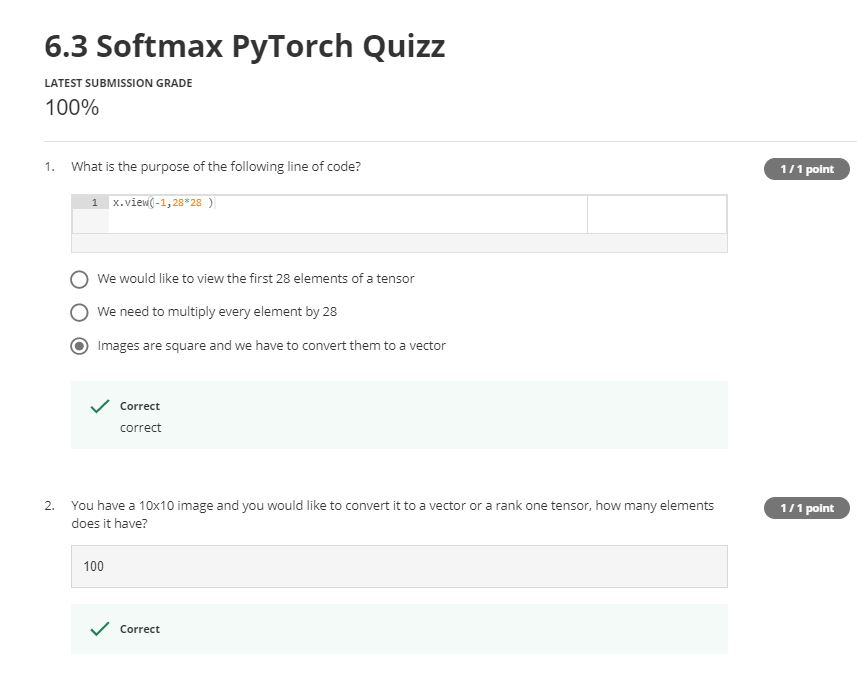 6.3 Softmax PyTorch Quizz
LATEST SUBMISSION GRADE
100%
1. What is the purpose of the following line of code?
1 / 1 point
1 x.view(-1,28*28 )
We would like to view the first 28 elements of a tensor
We need to multiply every element by 28
Images are square and we have to convert them to a vector
Correct
correct
2. You have a 10x10 image and you would like to convert it to a vector or a rank one tensor, how many elements
does it have?
1 / 1 point
100
Correct